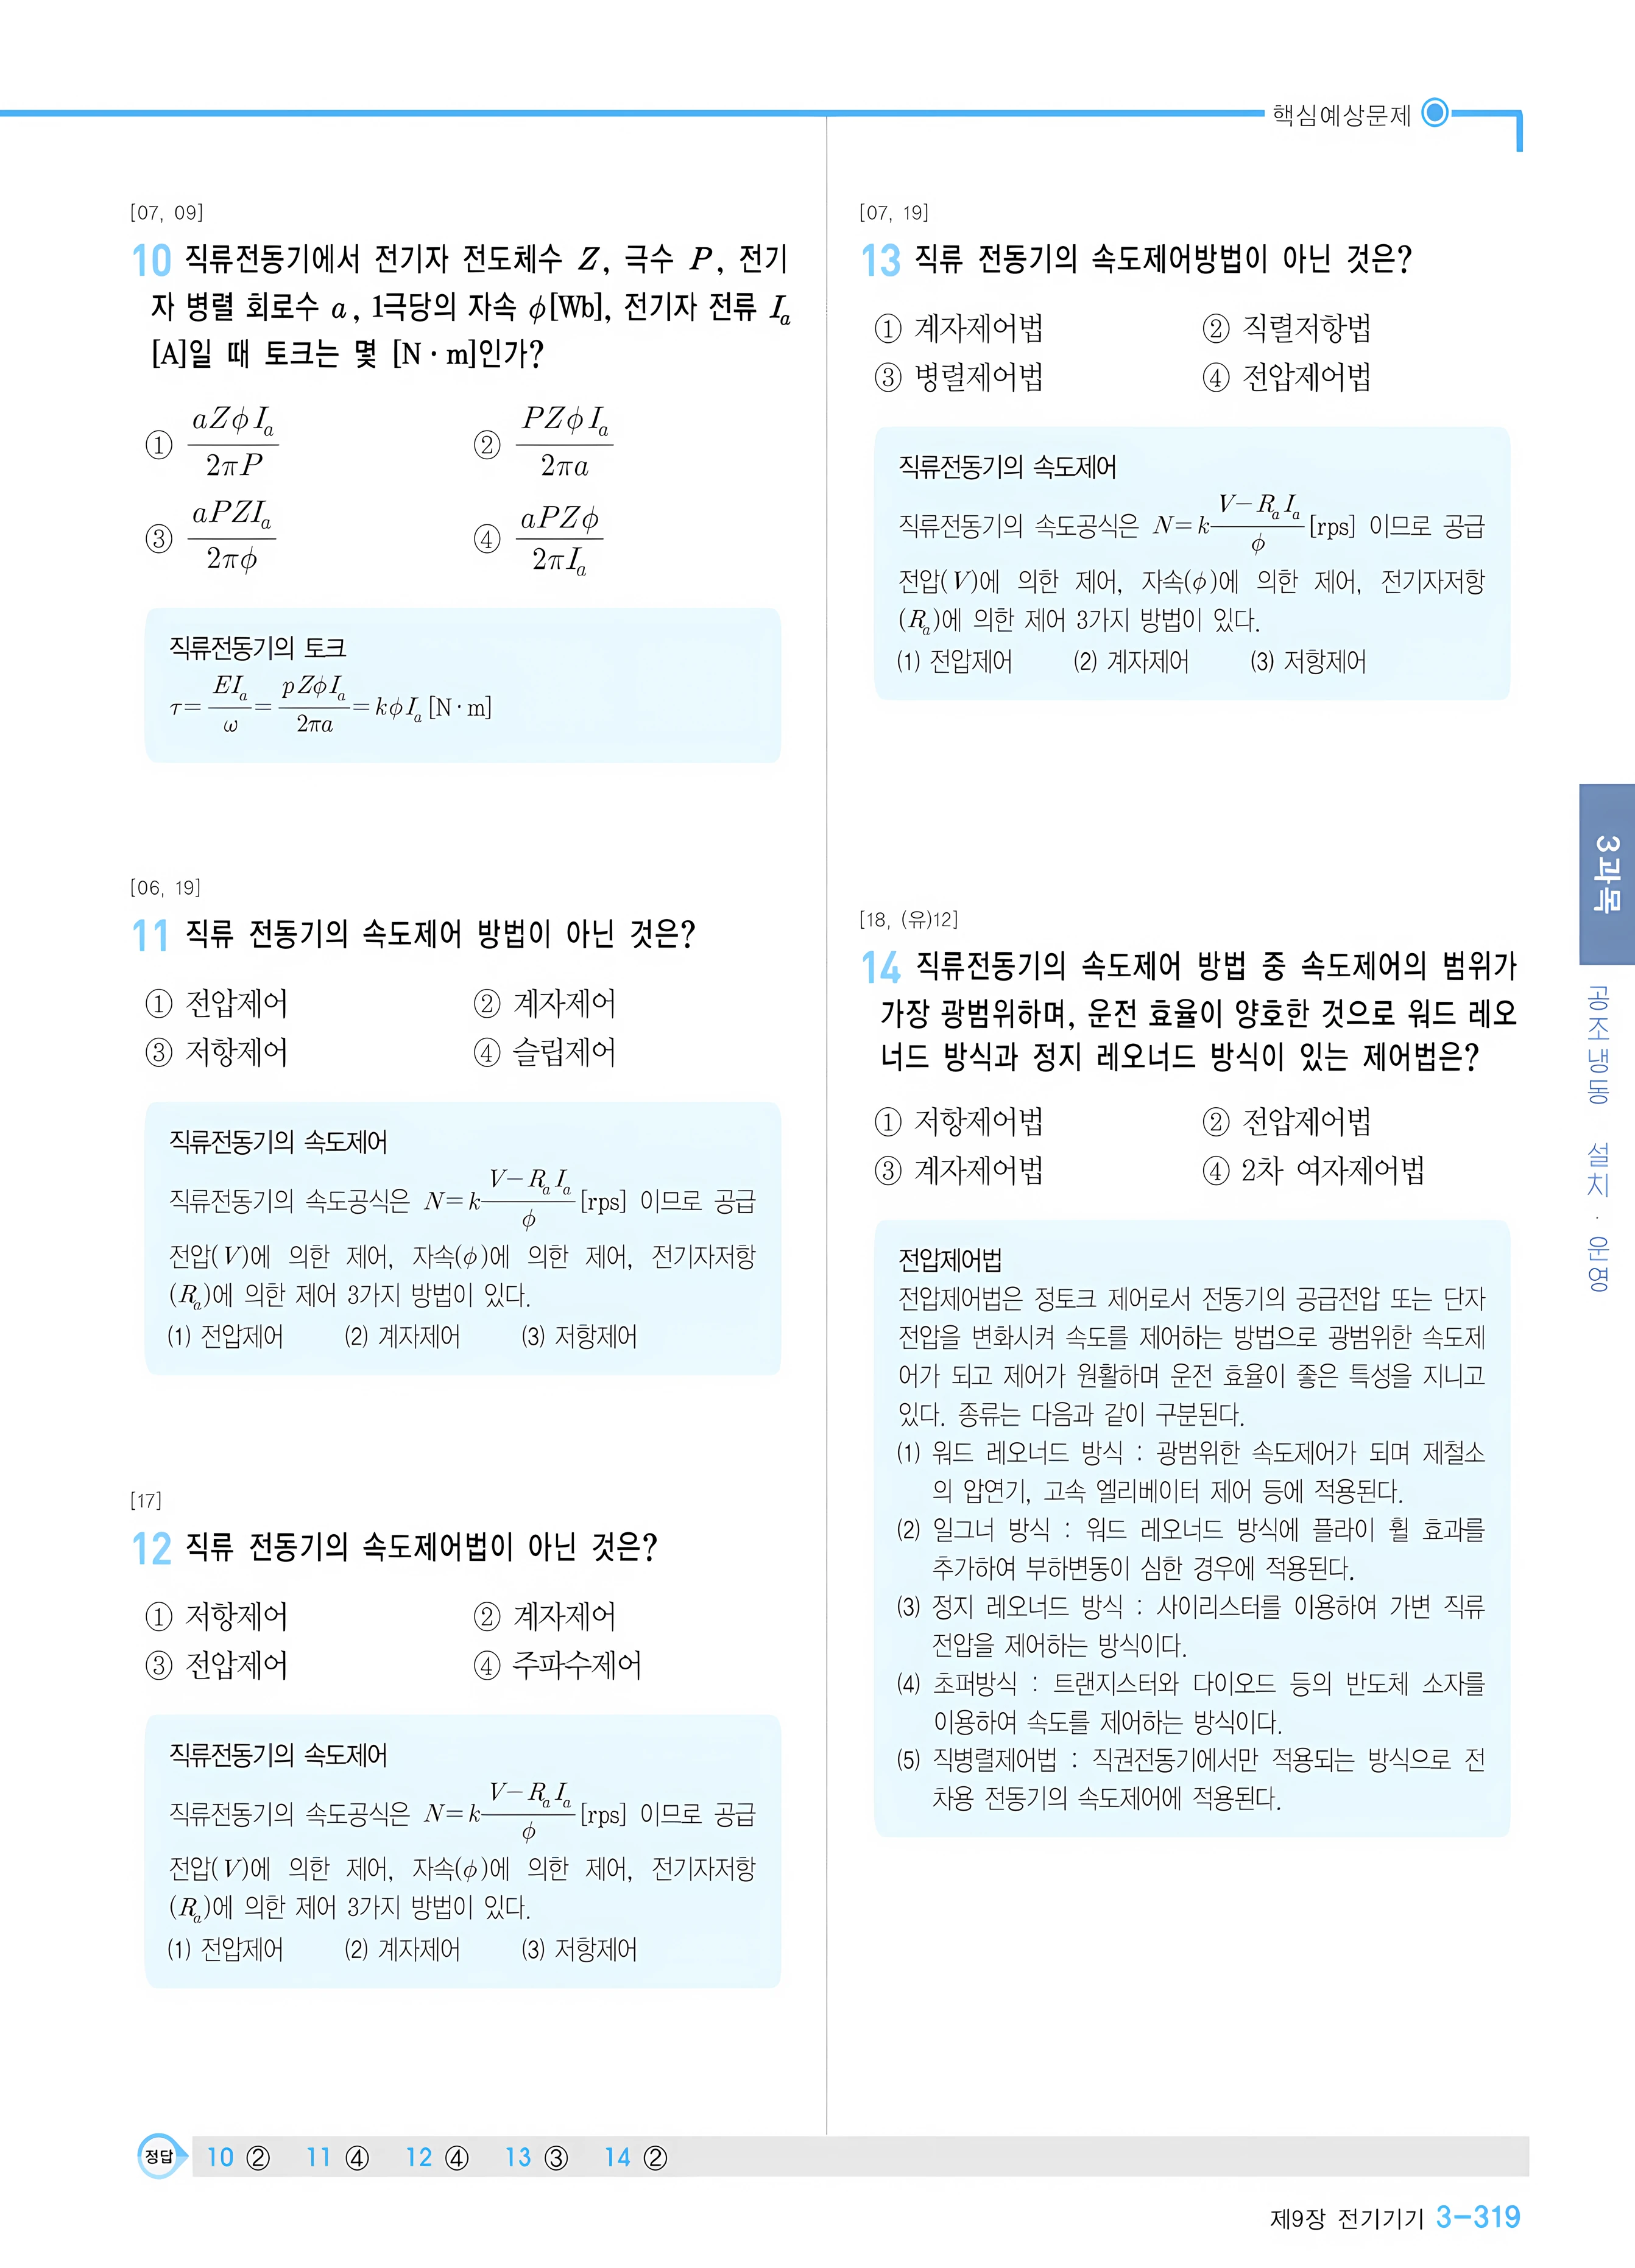 핵심예상문제
[07, 09]
10 직류전동기에서 전기자 전도체수 Z, 극수 P, 전기
자 병렬 회로수 a, 1극당의 자속 ϕ[Wb], 전기자 전류 Iₐ
[A]일 때 토크는 몇 [N·m]인가?
① aZϕIₐ / 2πP ② PZϕIₐ / 2πa
③ aPZIₐ / 2πϕ ④ aPZϕ / 2πIₐ
직류전동기의 토크
τ = EIₐ/ω = pZϕIₐ/2πa = kϕIₐ [N·m]
[06, 19]
11 직류 전동기의 속도제어 방법이 아닌 것은?
① 전압제어 ② 계자제어
③ 저항제어 ④ 슬립제어
직류전동기의 속도제어
직류전동기의 속도공식은 N=k (V−RₐIₐ)/ϕ [rps] 이므로 공급
전압(V)에 의한 제어, 자속(ϕ)에 의한 제어, 전기자저항
(Rₐ)에 의한 제어 3가지 방법이 있다.
(1) 전압제어 (2) 계자제어 (3) 저항제어
[17]
12 직류 전동기의 속도제어법이 아닌 것은?
① 저항제어 ② 계자제어
③ 전압제어 ④ 주파수제어
직류전동기의 속도제어
직류전동기의 속도공식은 N=k (V−RₐIₐ)/ϕ [rps] 이므로 공급
전압(V)에 의한 제어, 자속(ϕ)에 의한 제어, 전기자저항
(Rₐ)에 의한 제어 3가지 방법이 있다.
(1) 전압제어 (2) 계자제어 (3) 저항제어
[07, 19]
13 직류 전동기의 속도제어방법이 아닌 것은?
① 계자제어법 ② 직렬저항법
③ 병렬제어법 ④ 전압제어법
직류전동기의 속도제어
직류전동기의 속도공식은 N=k (V−RₐIₐ)/ϕ [rps] 이므로 공급
전압(V)에 의한 제어, 자속(ϕ)에 의한 제어, 전기자저항
(Rₐ)에 의한 제어 3가지 방법이 있다.
(1) 전압제어 (2) 계자제어 (3) 저항제어
[18, (유)12]
14 직류전동기의 속도제어 방법 중 속도제어의 범위가
가장 광범위하며, 운전 효율이 양호한 것으로 워드 레오
너드 방식과 정지 레오너드 방식이 있는 제어법은?
① 저항제어법 ② 전압제어법
③ 계자제어법 ④ 2차 여자제어법
전압제어법
전압제어법은 정토크 제어로서 전동기의 공급전압 또는 단자
전압을 변화시켜 속도를 제어하는 방법으로 광범위한 속도제
어가 되고 제어가 원활하며 운전 효율이 좋은 특성을 지니고
있다. 종류는 다음과 같이 구분된다.
(1) 워드 레오너드 방식 : 광범위한 속도제어가 되며 제철소
의 압연기, 고속 엘리베이터 제어 등에 적용된다.
(2) 일그너 방식 : 워드 레오너드 방식에 플라이 휠 효과를
추가하여 부하변동이 심한 경우에 적용된다.
(3) 정지 레오너드 방식 : 사이리스터를 이용하여 가변 직류
전압을 제어하는 방식이다.
(4) 초퍼방식 : 트랜지스터와 다이오드 등의 반도체 소자를
이용하여 속도를 제어하는 방식이다.
(5) 직병렬제어법 : 직권전동기에서만 적용되는 방식으로 전
차용 전동기의 속도제어에 적용된다.
3과목
공조냉동 설치·운영
정답 10 ② 11 ④ 12 ④ 13 ③ 14 ②
제9장 전기기기 3-319